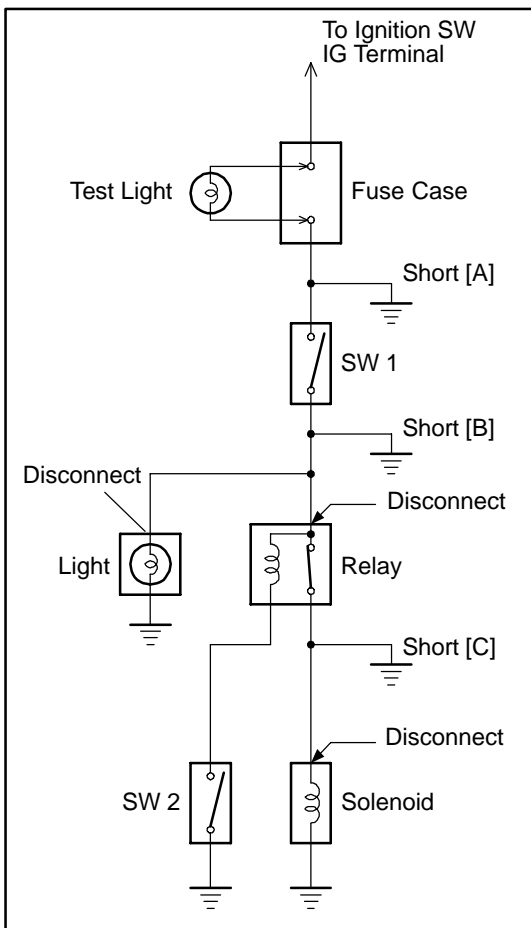 To Ignition SW
IG Terminal
Test Light
Fuse Case
Short [A]
SW 1
Short [B]
Disconnect
Disconnect
Light
Relay
Short [C]
Disconnect
SW 2
Solenoid